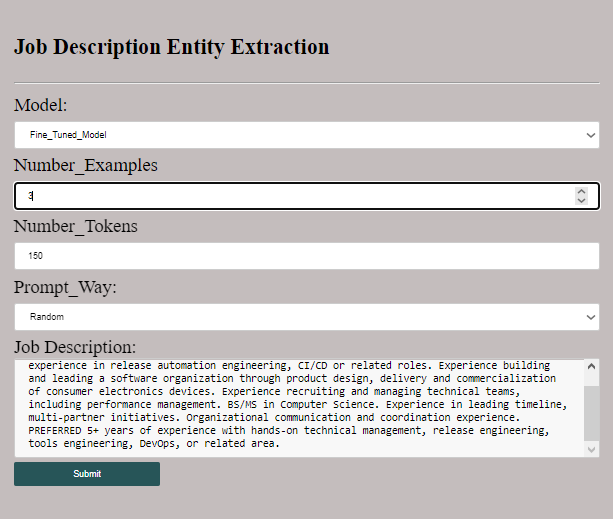 Job Description Entity Extraction
Model:
Fine_Tuned_Model
Number_Examples
3
Number_Tokens
150
Prompt_Way:
Random
Job Description:
experience in release automation engineering, CI/CD or related roles. Experience building
and leading a software organization through product design, delivery and commercialization
of consumer electronics devices. Experience recruiting and managing technical teams,
including performance management. BS/MS in Computer Science. Experience in leading timeline,
multi-partner initiatives. Organizational communication and coordination experience.
PREFERRED 5+ years of experience with hands-on technical management, release engineering,
tools engineering, DevOps, or related area.
Submit